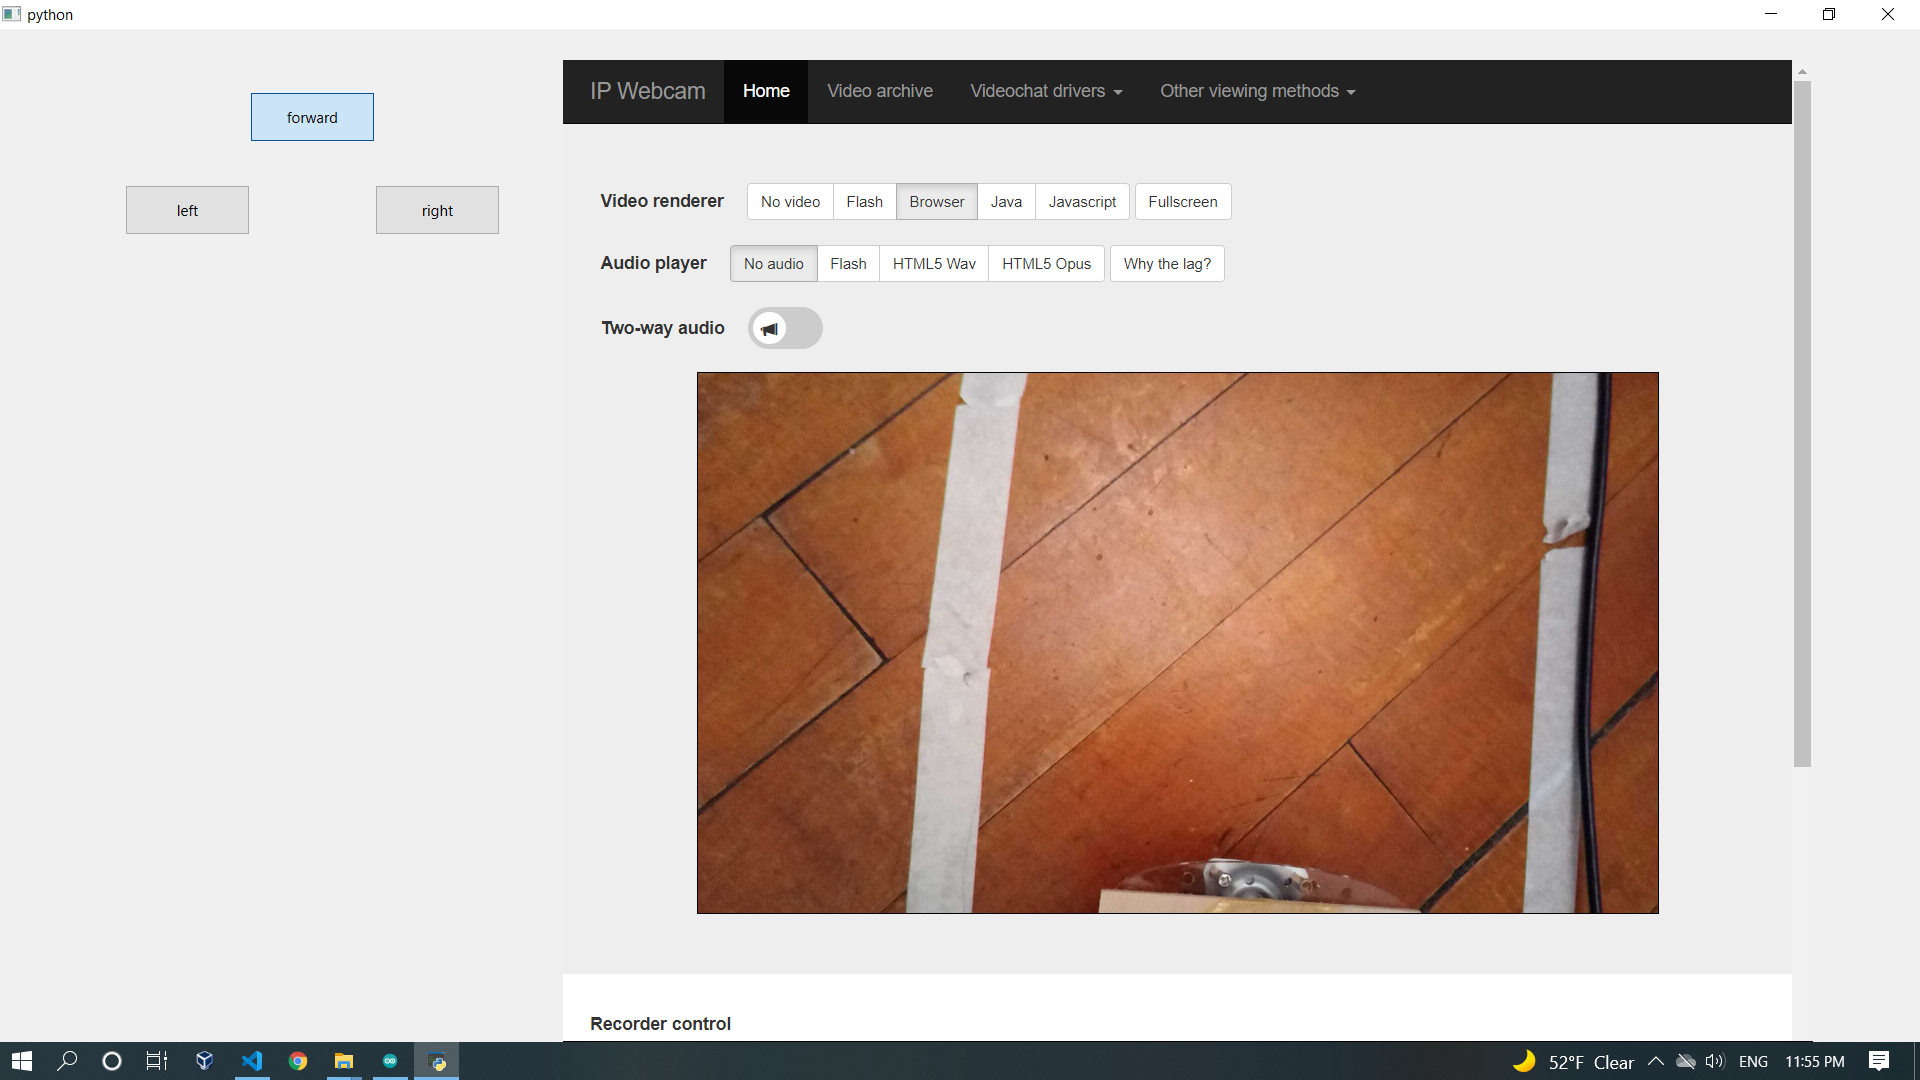 python
forward
left right
IP Webcam Home Video archive Videochat drivers Other viewing methods
Video renderer No video Flash Browser Java Javascript Fullscreen
Audio player No audio Flash HTML5 Wav HTML5 Opus Why the lag?
Two-way audio
Recorder control
52°F Clear ENG 11:55 PM